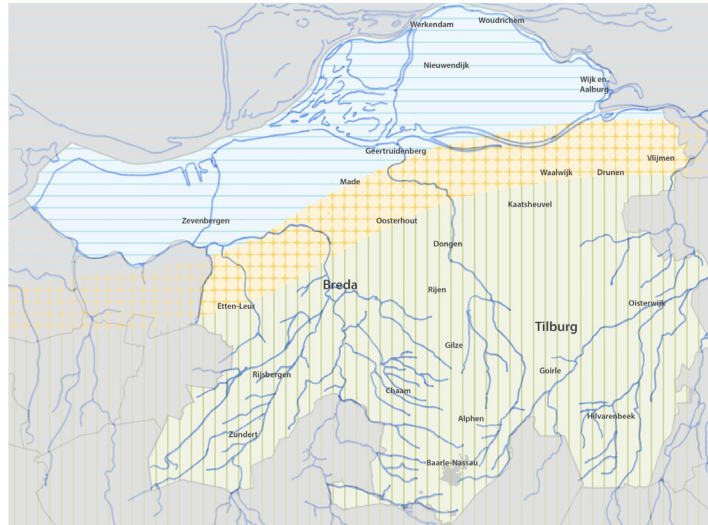 Woudrichem
Werkendam
Nieuwendijk
Wijk en
Aalburg
Geertruidenberg
Vlijmen
Waalwijk
Drunen
Made
Kaatsheuvel
Zevenbergen
Oosterhout
Dongen
Breda
Rijen
Etten-Leur
Oisterwijk
Tilburg
Gilze
Goirle
Rijsbergen
Chaam
Hilvarenbeek
Alphen
Zundert
Baarle-Nassau